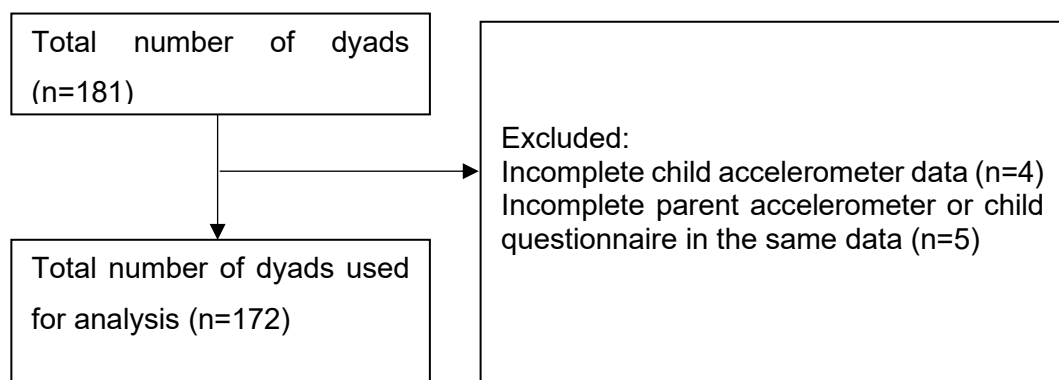 Total number of dyads
(n=181)
Excluded:
Incomplete child accelerometer data (n=4)
Incomplete parent accelerometer or child
questionnaire in the same data (n=5)
Total number of dyads used
for analysis (n=172)